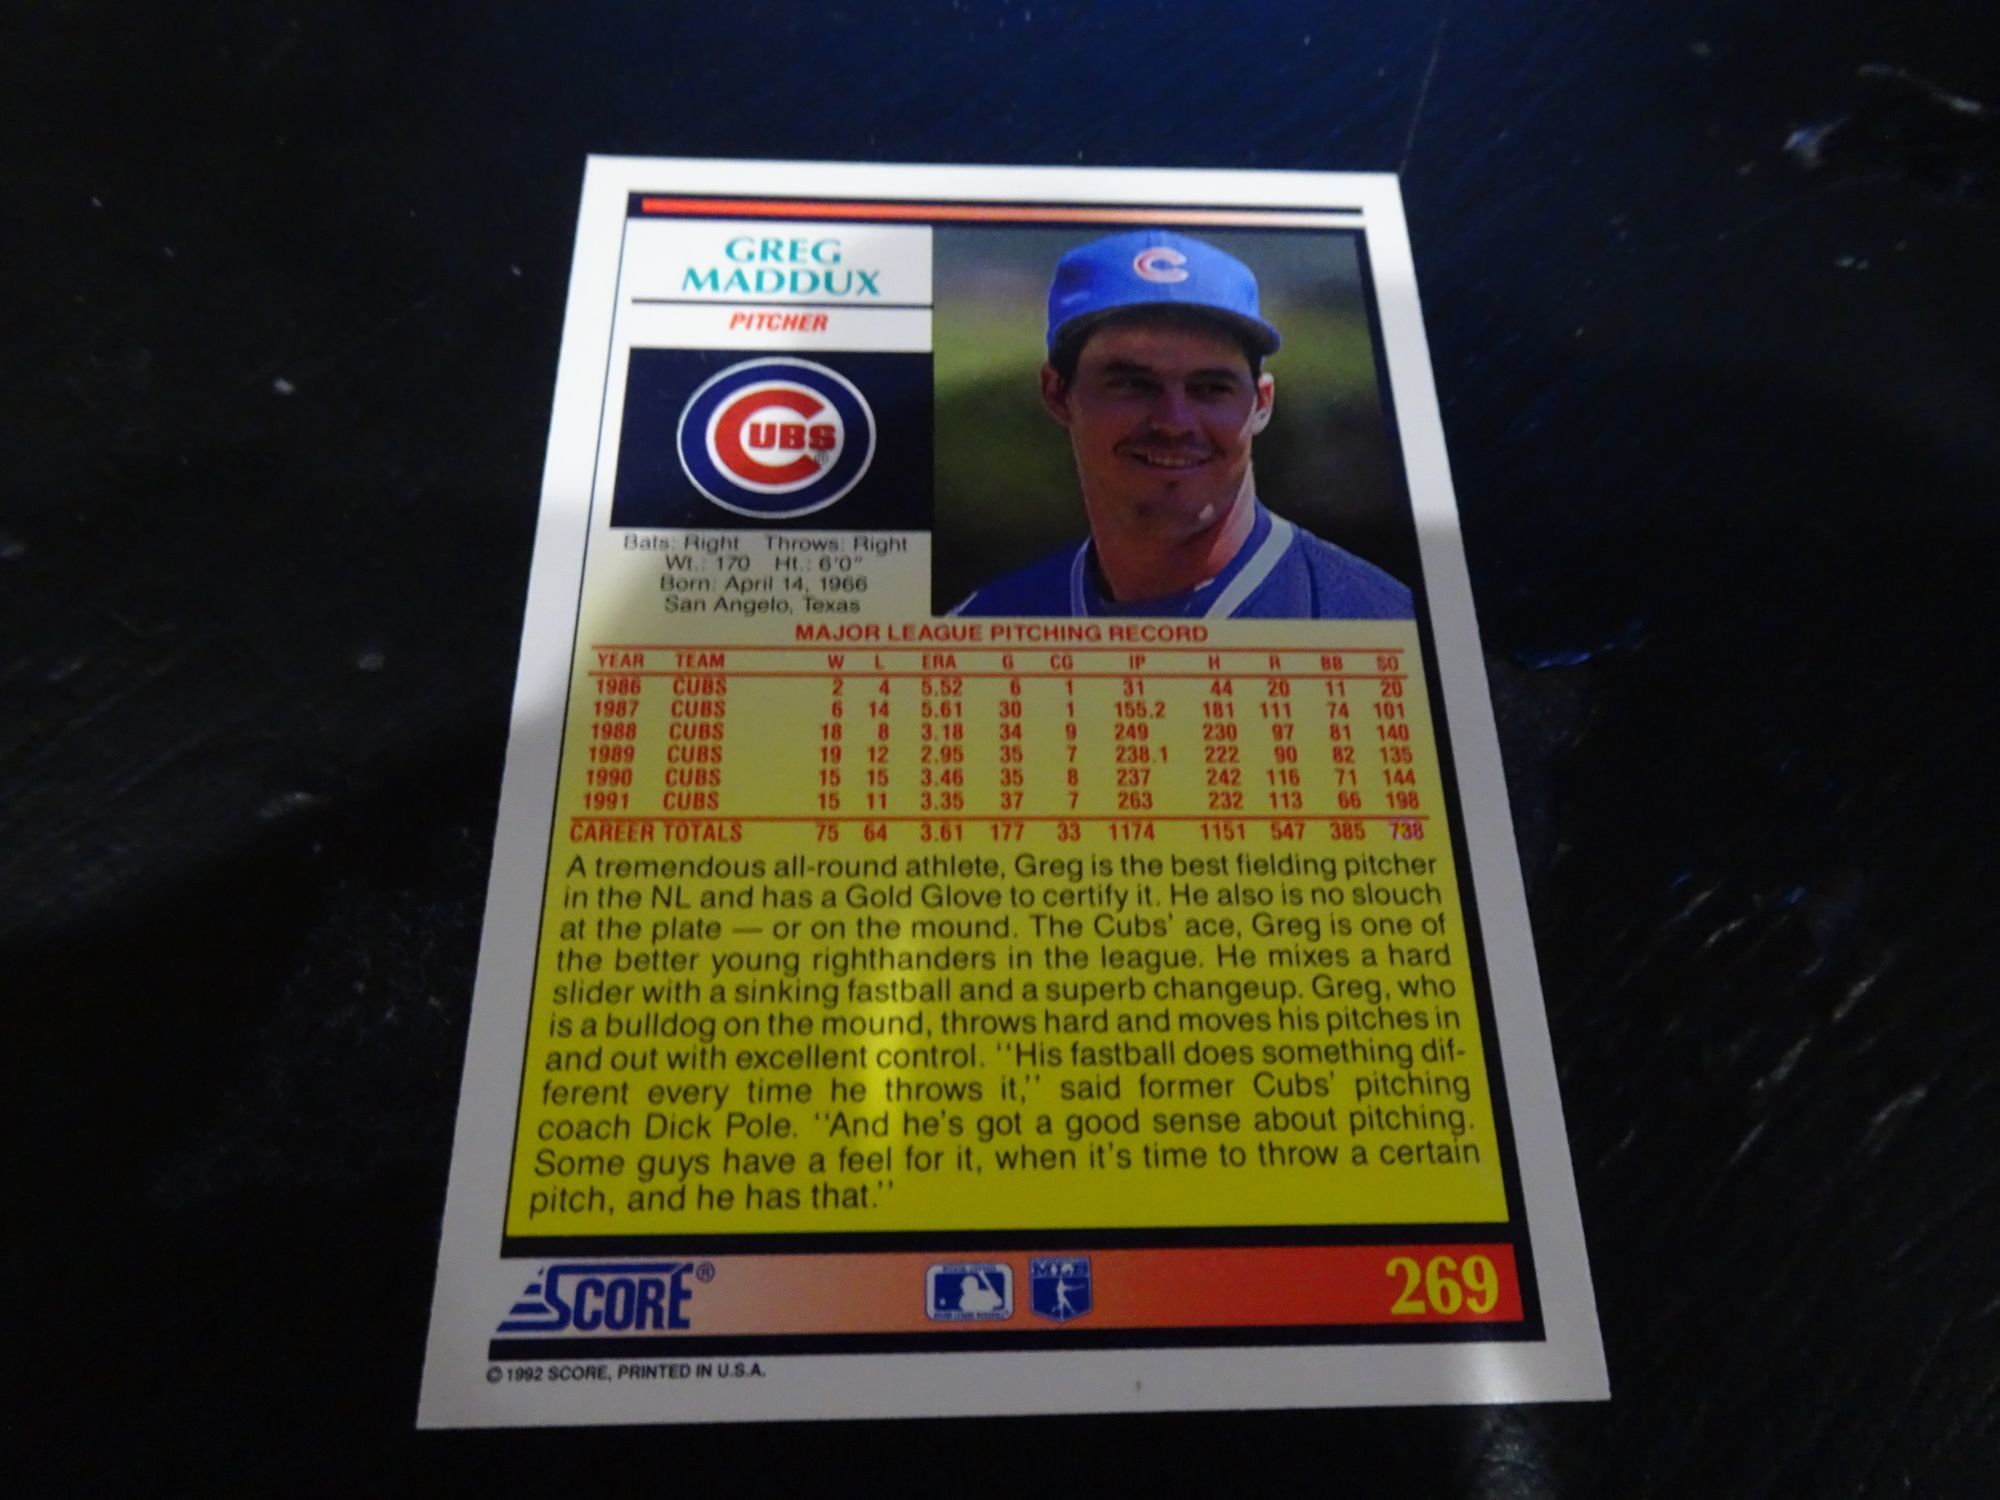 GREG
MADDUX
PITCHER
C
CUBS®
Bats: Right Throws: Right
Wt.: 170 Ht.: 6'0"
Born: April 14, 1966
San Angelo, Texas
MAJOR LEAGUE PITCHING RECORD
YEAR TEAM W L ERA G CG IP H R BB SO
1986 CUBS 2 4 5.52 6 1 31 44 20 11 20
1987 CUBS 6 14 5.61 30 1 155.2 181 111 74 101
1988 CUBS 18 8 3.18 34 9 249 230 97 81 140
1989 CUBS 19 12 2.95 35 7 238.1 222 90 82 135
1990 CUBS 15 15 3.46 35 8 237 242 116 71 144
1991 CUBS 15 11 3.35 37 7 263 232 113 66 198
CAREER TOTALS 75 64 3.61 177 33 1174 1151 547 385 738
A tremendous all-round athlete, Greg is the best fielding pitcher
in the NL and has a Gold Glove to certify it. He also is no slouch
at the plate — or on the mound. The Cubs' ace, Greg is one of
the better young righthanders in the league. He mixes a hard
slider with a sinking fastball and a superb changeup. Greg, who
is a bulldog on the mound, throws hard and moves his pitches in
and out with excellent control. ''His fastball does something dif-
ferent every time he throws it,'' said former Cubs' pitching
coach Dick Pole. ''And he's got a good sense about pitching.
Some guys have a feel for it, when it's time to throw a certain
pitch, and he has that.''
SCORE®
MLB
269
© 1992 SCORE, PRINTED IN U.S.A.